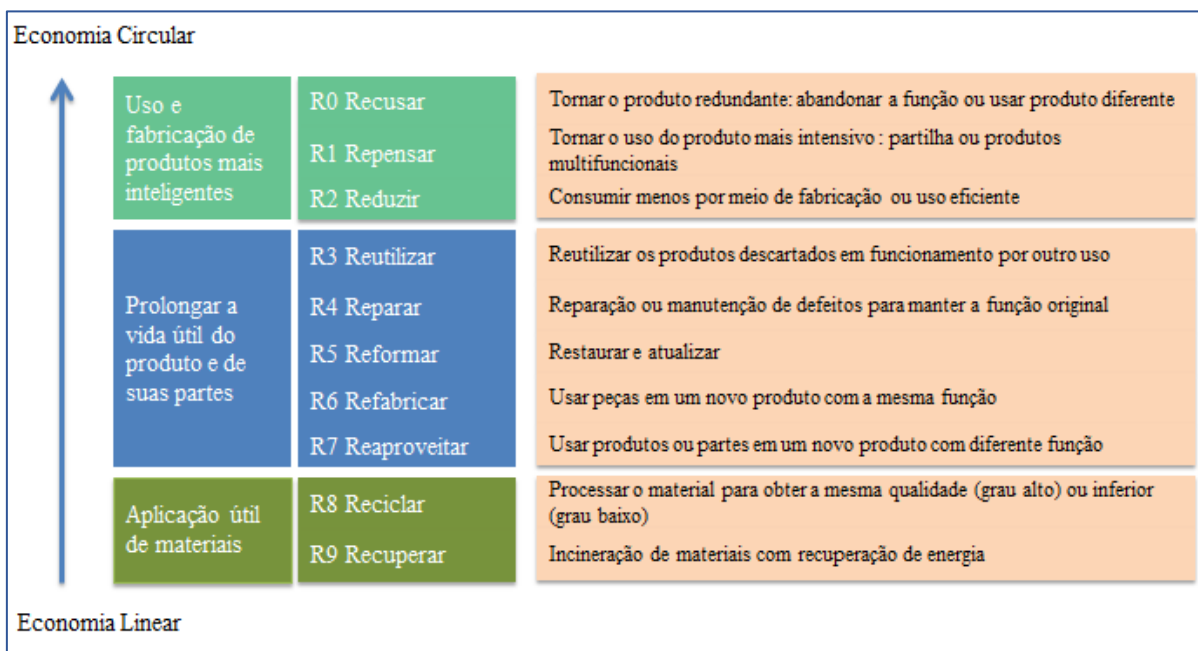 Economia Circular
Uso e
fabricação de
produtos mais
inteligentes
R0 Recusar
Tornar o produto redundante: abandonar a função ou usar produto diferente
R1 Repensar
Tornar o uso do produto mais intensivo : partilha ou produtos
multifuncionais
R2 Reduzir
Consumir menos por meio de fabricação ou uso eficiente
Prolongar a
vida útil do
produto e de
suas partes
R3 Reutilizar
Reutilizar os produtos descartados em funcionamento por outro uso
R4 Reparar
Reparação ou manutenção de defeitos para manter a função original
R5 Reformar
Restaurar e atualizar
R6 Refabricar
Usar peças em um novo produto com a mesma função
R7 Reaproveitar
Usar produtos ou partes em um novo produto com diferente função
Aplicação útil
de materiais
R8 Reciclar
Processar o material para obter a mesma qualidade (grau alto) ou inferior
(grau baixo)
R9 Recuperar
Incineração de materiais com recuperação de energia
Economia Linear